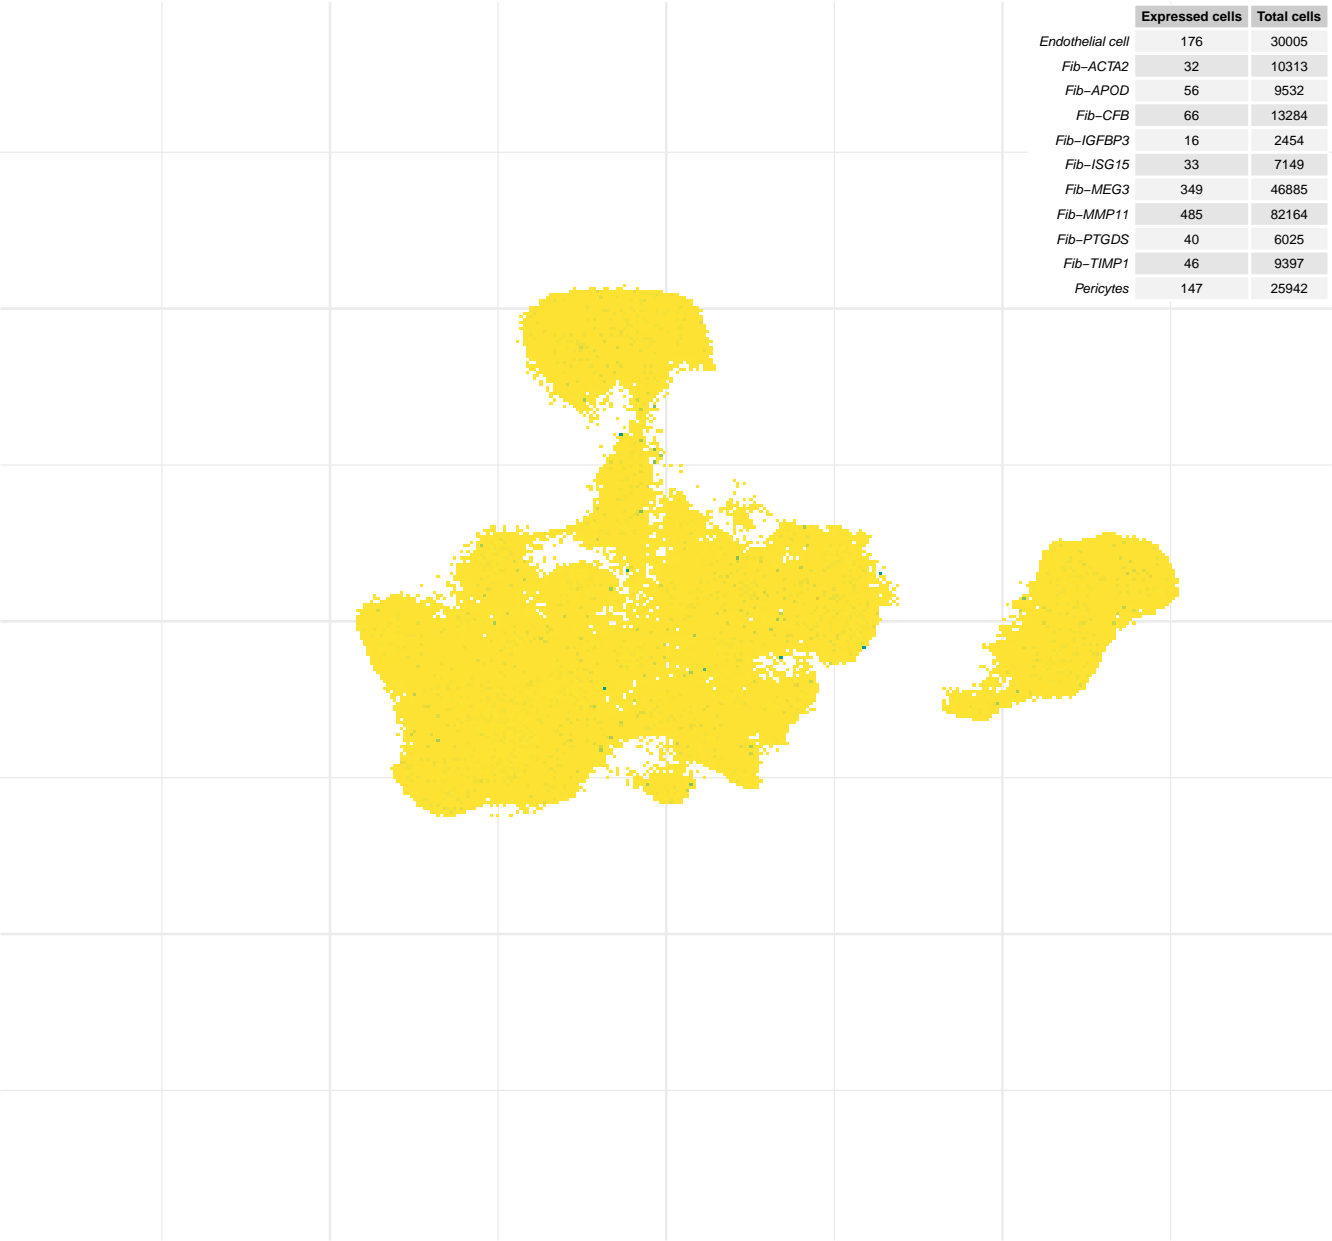 Expressed cells Total cells
Endothelial cell 176 30005
Fib−ACTA2 32 10313
Fib−APOD 56 9532
Fib−CFB 66 13284
Fib−IGFBP3 16 2454
Fib−ISG15 33 7149
Fib−MEG3 349 46885
Fib−MMP11 485 82164
Fib−PTGDS 40 6025
Fib−TIMP1 46 9397
Pericytes 147 25942